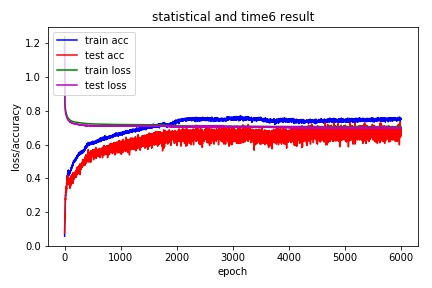 statistical and time6 result
train acc
test acc
train loss
test loss
loss/accuracy
1.2
1.0
0.8
0.6
0.4
0.2
0.0
0 1000 2000 3000 4000 5000 6000
epoch